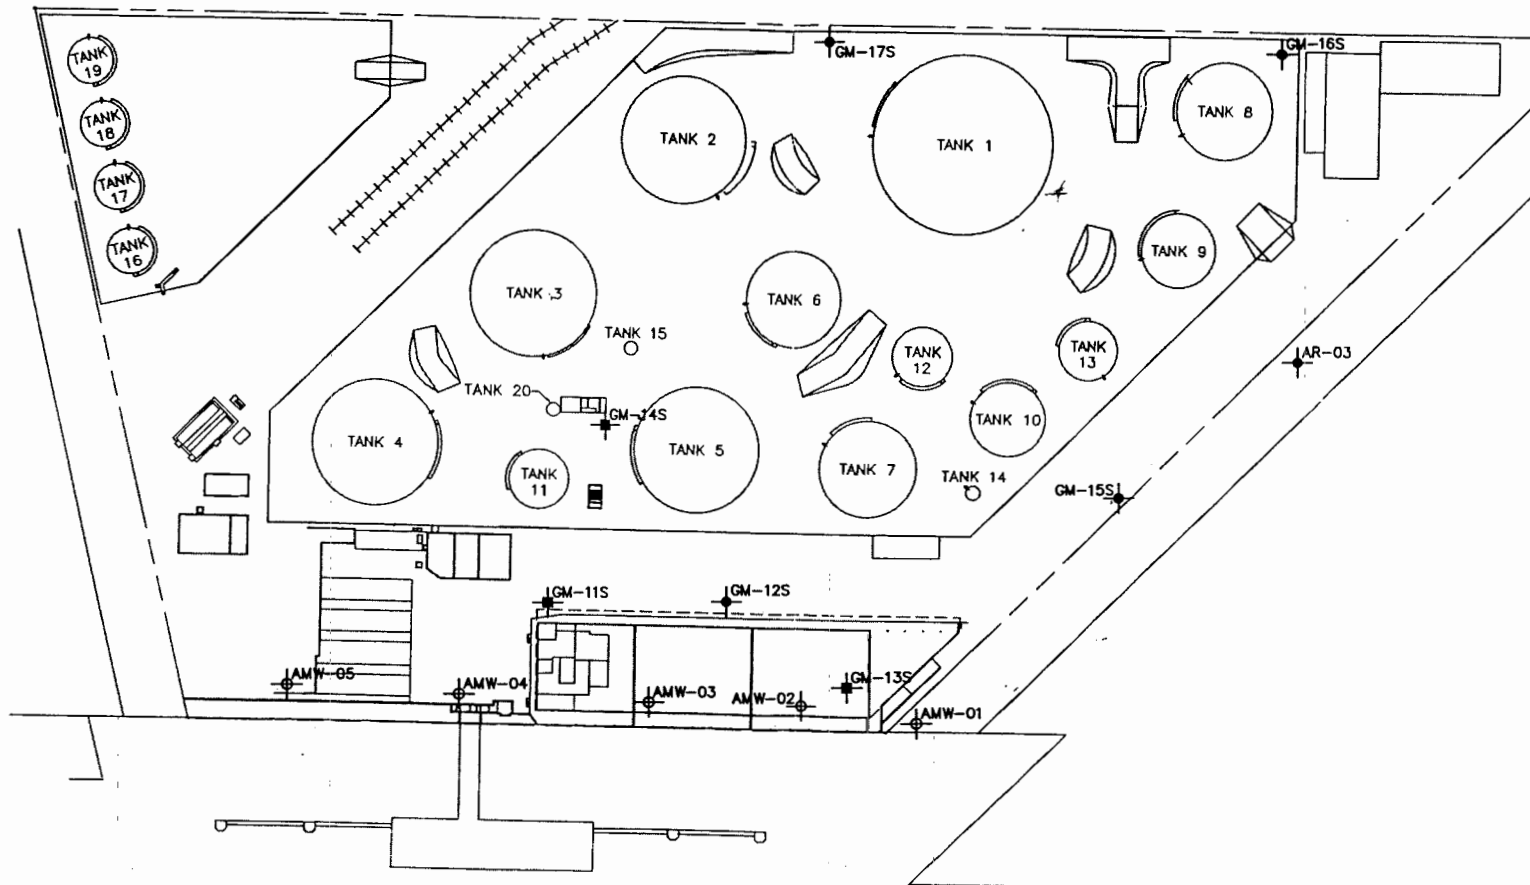 TANK
19
TANK
18
TANK
17
TANK
16
GM-17S
GM-16S
TANK 2
TANK 1
TANK 8
TANK 9
TANK 3
TANK 6
TANK 15
TANK
12
TANK
13
AR-03
TANK 20
GM-14S
TANK 4
TANK 5
TANK 10
TANK 7
TANK 14
TANK
11
GM-15S
GM-11S
GM-12S
AMW-05
AMW-04
AMW-03
AMW-02
GM-13S
AMW-01